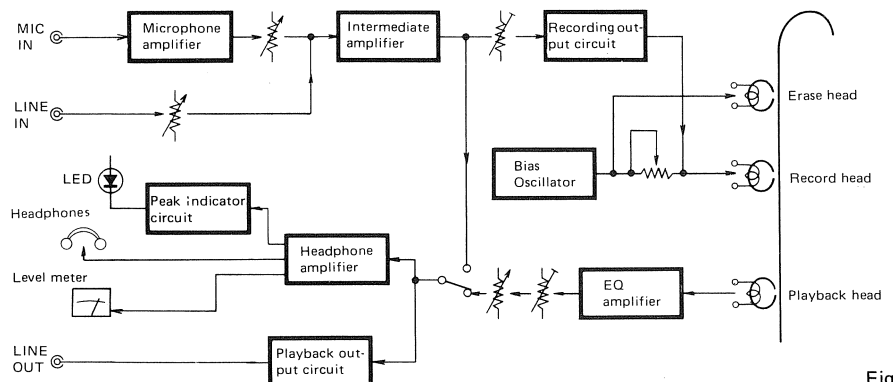 MIC
IN
Microphone
amplifier
Intermediate
amplifier
Recording out-
put circuit
LINE
IN
Erase head
Bias
Oscillator
Record head
LED
Peak indicator
circuit
Headphones
Headphone
amplifier
Level meter
EQ
amplifier
Playback head
LINE
OUT
Playback out-
put circuit
Fig